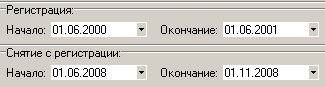 Регистрация:
Начало: 01.06.2000 Окончание: 01.06.2001
Снятие с регистрации:
Начало: 01.06.2008 Окончание: 01.11.2008